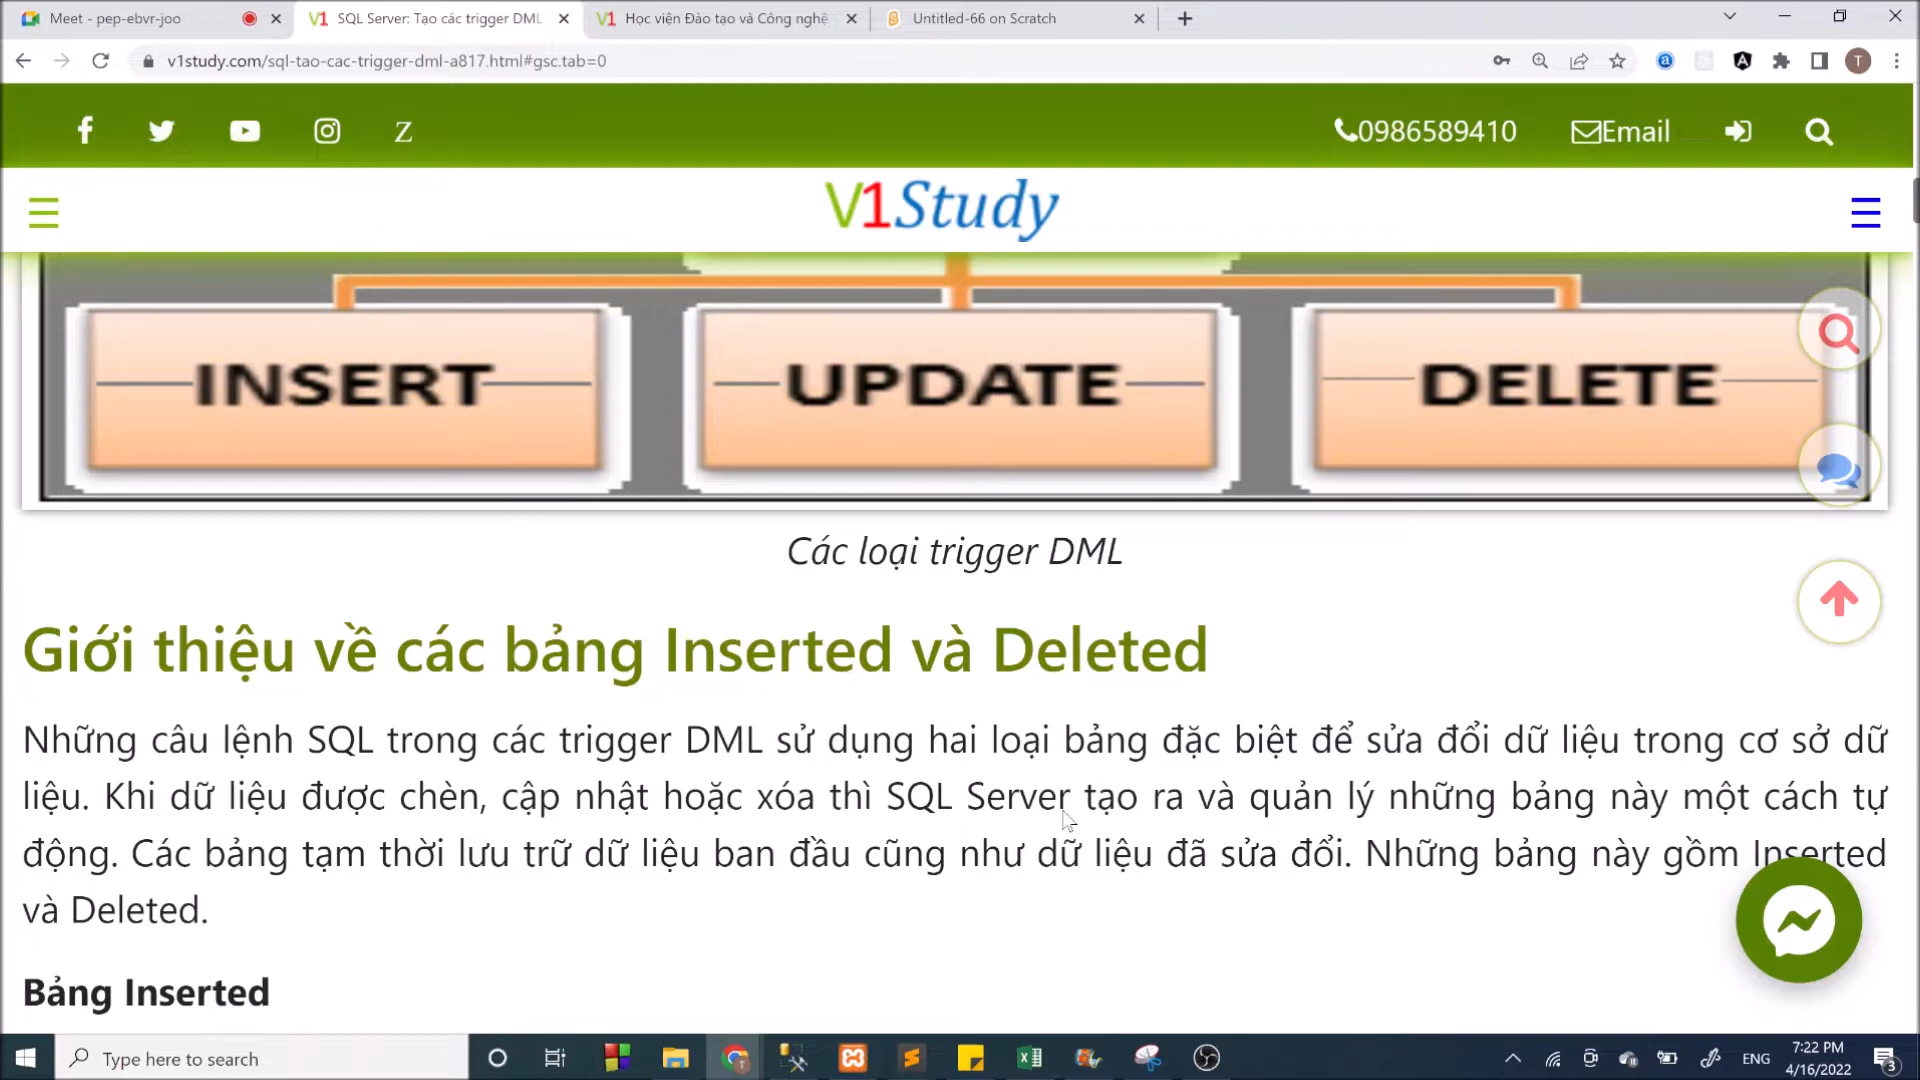 Meet - pep-ebvr-joo
V1 SQL Server: Tạo các trigger DML
V1 Học viện Đào tạo và Công nghệ
Untitled-66 on Scratch
v1study.com/sql-tao-cac-trigger-dml-a817.html#gsc.tab=0
T
Z
0986589410
Email
V1Study
INSERT
UPDATE
DELETE
Các loại trigger DML
Giới thiệu về các bảng Inserted và Deleted
Những câu lệnh SQL trong các trigger DML sử dụng hai loại bảng đặc biệt để sửa đổi dữ liệu trong cơ sở dữ
liệu. Khi dữ liệu được chèn, cập nhật hoặc xóa thì SQL Server tạo ra và quản lý những bảng này một cách tự
động. Các bảng tạm thời lưu trữ dữ liệu ban đầu cũng như dữ liệu đã sửa đổi. Những bảng này gồm Inserted
và Deleted.
Bảng Inserted
Type here to search
ENG
7:22 PM
4/16/2022
3